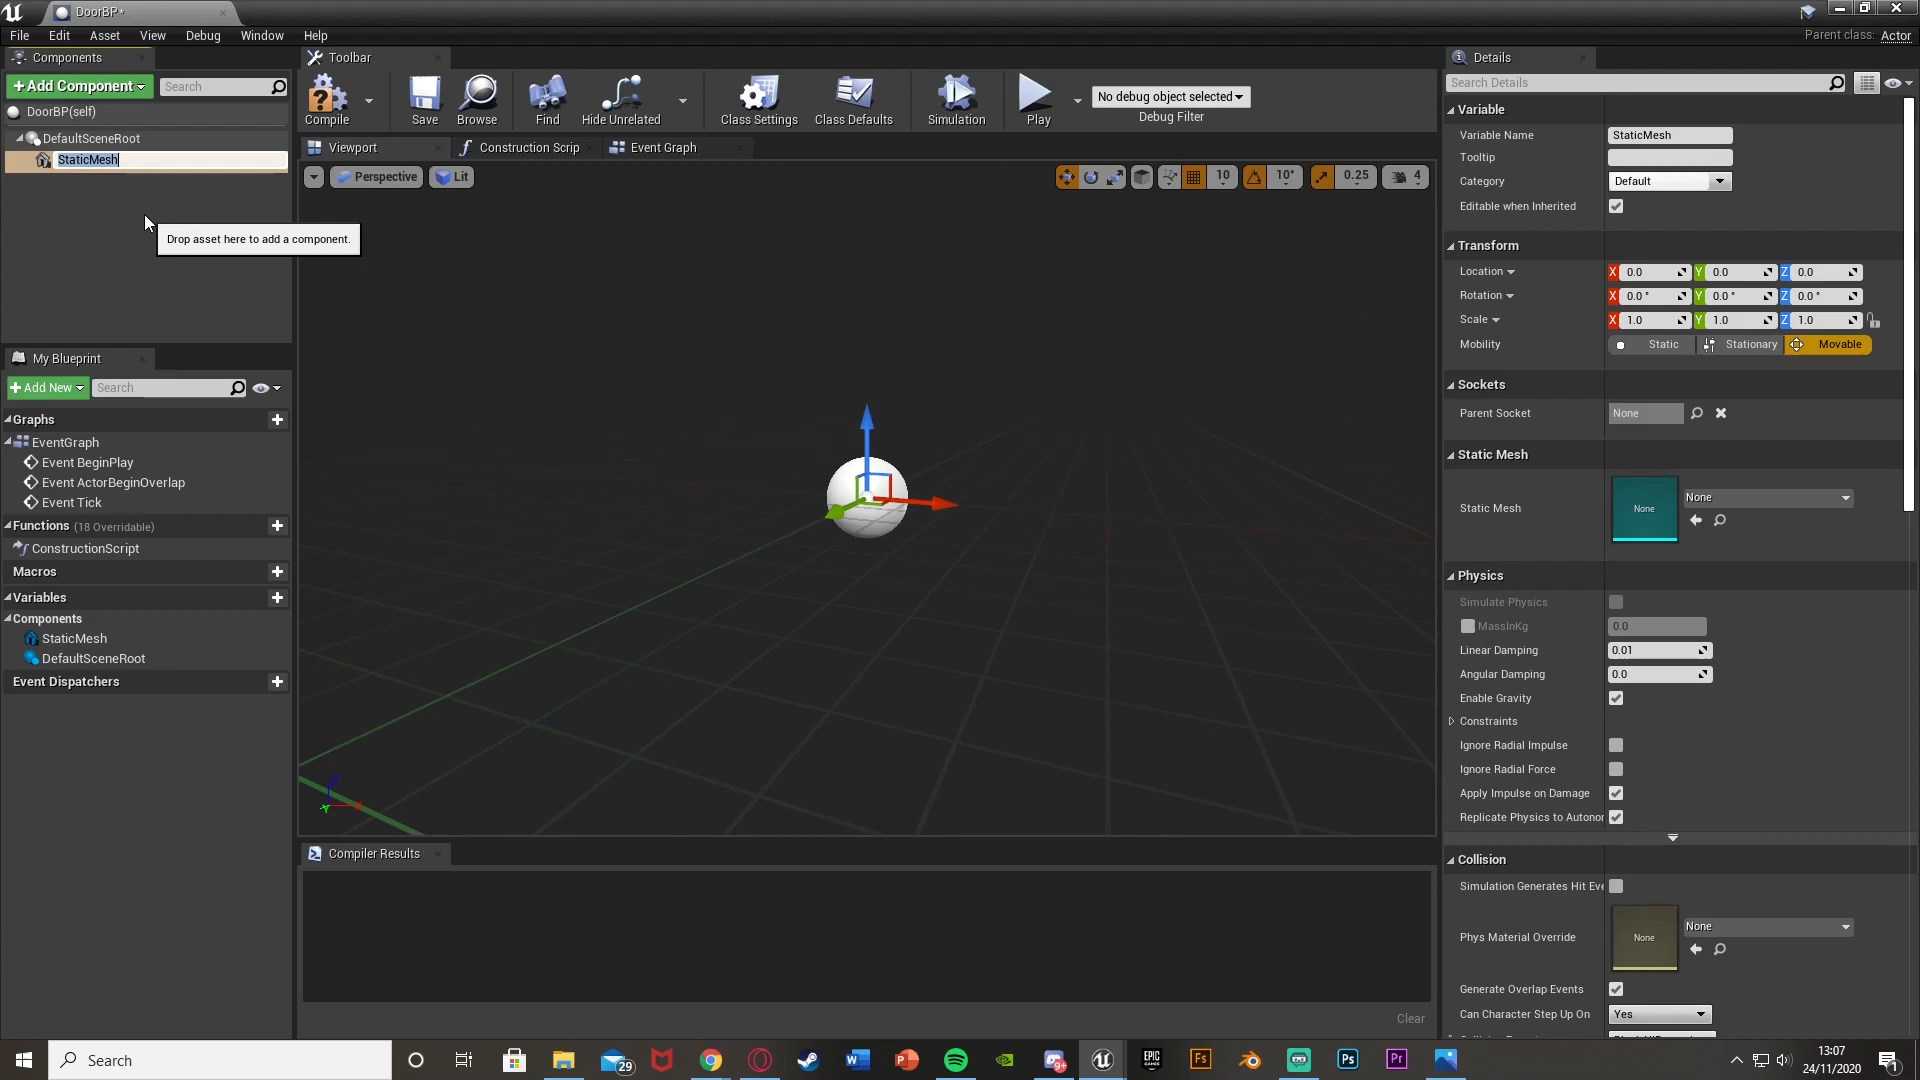 DoorBP*
File Edit Asset View Debug Window Help
Parent class: Actor
Components
+ Add Component
Search
DoorBP(self)
DefaultSceneRoot
StaticMesh
Drop asset here to add a component.
My Blueprint
+ Add New
Search
Graphs
EventGraph
Event BeginPlay
Event ActorBeginOverlap
Event Tick
Functions (18 Overridable)
ConstructionScript
Macros
Variables
Components
StaticMesh
DefaultSceneRoot
Event Dispatchers
Toolbar
Compile
Save
Browse
Find
Hide Unrelated
Class Settings
Class Defaults
Simulation
Play
No debug object selected
Debug Filter
Viewport
Construction Scrip
Event Graph
Perspective
Lit
10
10°
0.25
4
Compiler Results
Clear
Details
Search Details
Variable
Variable Name StaticMesh
Tooltip
Category Default
Editable when Inherited
Transform
Location X 0.0 Y 0.0 Z 0.0
Rotation X 0.0 ° Y 0.0 ° Z 0.0 °
Scale X 1.0 Y 1.0 Z 1.0
Mobility Static Stationary Movable
Sockets
Parent Socket None
Static Mesh
Static Mesh None None
Physics
Simulate Physics
MassInKg 0.0
Linear Damping 0.01
Angular Damping 0.0
Enable Gravity
Constraints
Ignore Radial Impulse
Ignore Radial Force
Apply Impulse on Damage
Replicate Physics to Autonor
Collision
Simulation Generates Hit Eve
Phys Material Override None None
Generate Overlap Events
Can Character Step Up On Yes
Search
29
9+
EPIC GAMES
Fs
Ps
Pr
13:07
24/11/2020
1